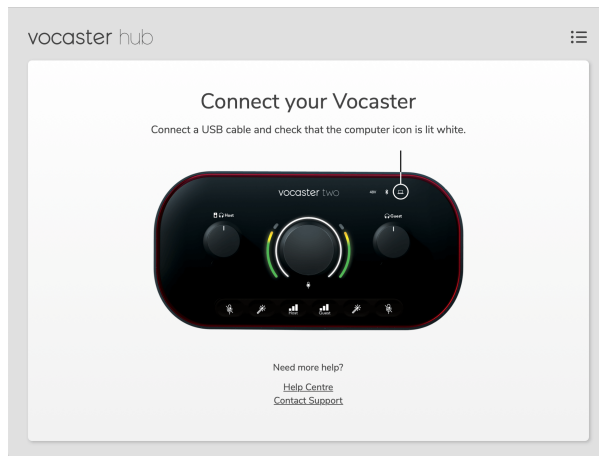 vocaster hub
Connect your Vocaster
Connect a USB cable and check that the computer icon is lit white.
vocaster two
48V
Host
Guest
Host
Guest
Need more help?
Help Centre
Contact Support